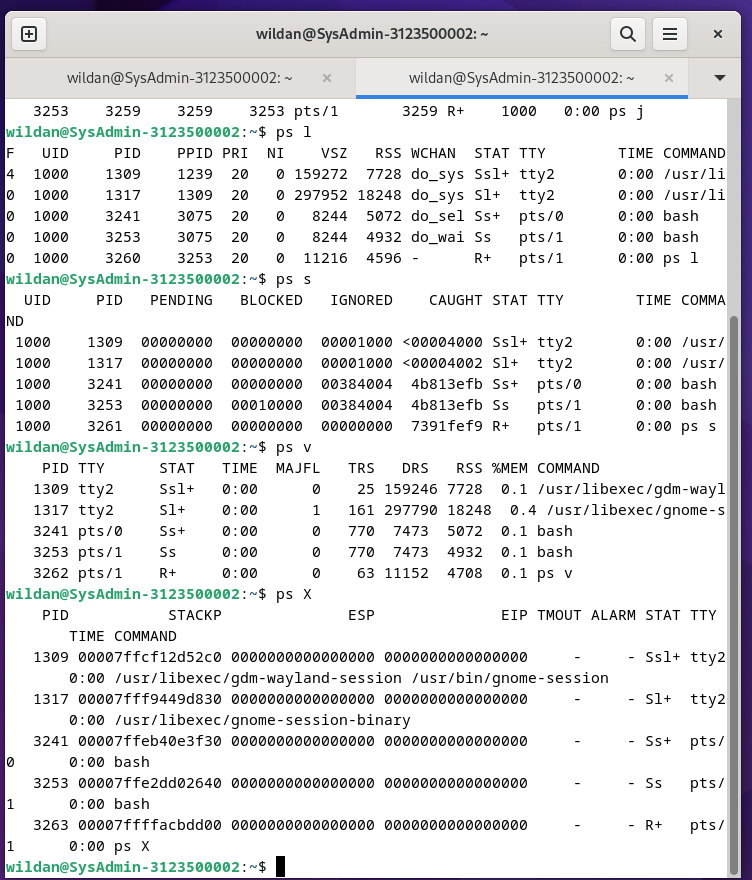 wildan@SysAdmin-3123500002: ~
wildan@SysAdmin-3123500002: ~ × wildan@SysAdmin-3123500002: ~ ×
   3253    3259    3259    3253 pts/1       3259 R+    1000   0:00 ps j
wildan@SysAdmin-3123500002:~$ ps l
F   UID     PID    PPID PRI  NI    VSZ   RSS WCHAN  STAT TTY        TIME COMMAND
4  1000    1309    1239  20   0 159272  7728 do_sys Ssl+ tty2       0:00 /usr/li
0  1000    1317    1309  20   0 297952 18248 do_sys Sl+  tty2       0:00 /usr/li
0  1000    3241    3075  20   0   8244  5072 do_sel Ss+  pts/0      0:00 bash
0  1000    3253    3075  20   0   8244  4932 do_wai Ss   pts/1      0:00 bash
0  1000    3260    3253  20   0  11216  4596 -      R+   pts/1      0:00 ps l
wildan@SysAdmin-3123500002:~$ ps s
  UID     PID   PENDING    BLOCKED    IGNORED     CAUGHT STAT TTY        TIME COMMA
ND
 1000    1309  00000000   00000000   00001000  <00004000 Ssl+ tty2       0:00 /usr/
 1000    1317  00000000   00000000   00001000  <00004002 Sl+  tty2       0:00 /usr/
 1000    3241  00000000   00000000   00384004   4b813efb Ss+  pts/0      0:00 bash
 1000    3253  00000000   00010000   00384004   4b813efb Ss   pts/1      0:00 bash
 1000    3261  00000000   00000000   00000000   7391fef9 R+   pts/1      0:00 ps s
wildan@SysAdmin-3123500002:~$ ps v
    PID TTY      STAT   TIME  MAJFL   TRS   DRS   RSS %MEM COMMAND
   1309 tty2     Ssl+   0:00      0    25 159246 7728  0.1 /usr/libexec/gdm-wayl
   1317 tty2     Sl+    0:00      1   161 297790 18248  0.4 /usr/libexec/gnome-s
   3241 pts/0    Ss+    0:00      0   770  7473  5072  0.1 bash
   3253 pts/1    Ss     0:00      0   770  7473  4932  0.1 bash
   3262 pts/1    R+     0:00      0    63 11152  4708  0.1 ps v
wildan@SysAdmin-3123500002:~$ ps X
    PID           STACKP              ESP              EIP TMOUT ALARM STAT TTY
       TIME COMMAND
   1309 00007ffcf12d52c0 0000000000000000 0000000000000000     -     - Ssl+ tty2
       0:00 /usr/libexec/gdm-wayland-session /usr/bin/gnome-session
   1317 00007fff9449d830 0000000000000000 0000000000000000     -     - Sl+  tty2
       0:00 /usr/libexec/gnome-session-binary
   3241 00007ffeb40e3f30 0000000000000000 0000000000000000     -     - Ss+  pts/
0      0:00 bash
   3253 00007ffe2dd02640 0000000000000000 0000000000000000     -     - Ss   pts/
1      0:00 bash
   3263 00007ffffacbdd00 0000000000000000 0000000000000000     -     - R+   pts/
1      0:00 ps X
wildan@SysAdmin-3123500002:~$